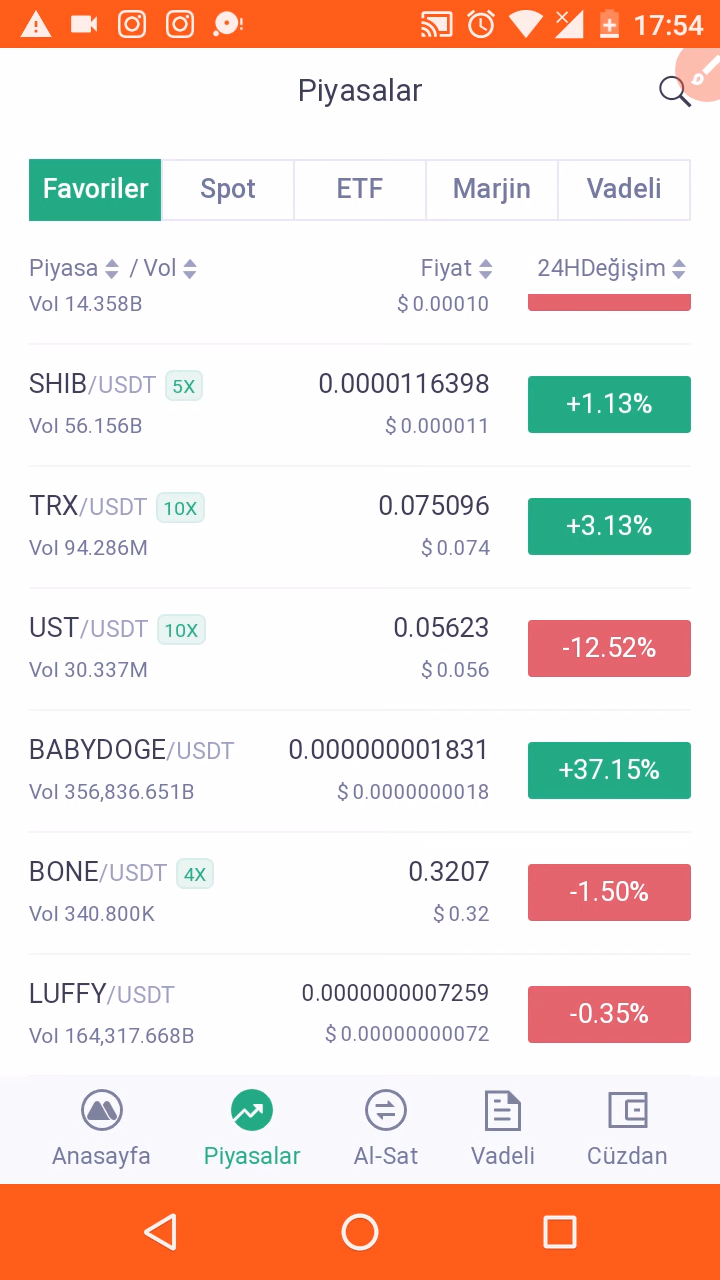 17:54
Piyasalar
Favoriler Spot ETF Marjin Vadeli
Piyasa / Vol Fiyat 24HDeğişim
Vol 14.358B $ 0.00010
SHIB/USDT 5X 0.0000116398 +1.13%
Vol 56.156B $ 0.000011
TRX/USDT 10X 0.075096 +3.13%
Vol 94.286M $ 0.074
UST/USDT 10X 0.05623 -12.52%
Vol 30.337M $ 0.056
BABYDOGE/USDT 0.000000001831 +37.15%
Vol 356,836.651B $ 0.0000000018
BONE/USDT 4X 0.3207 -1.50%
Vol 340.800K $ 0.32
LUFFY/USDT 0.0000000007259 -0.35%
Vol 164,317.668B $ 0.00000000072
Anasayfa Piyasalar Al-Sat Vadeli Cüzdan